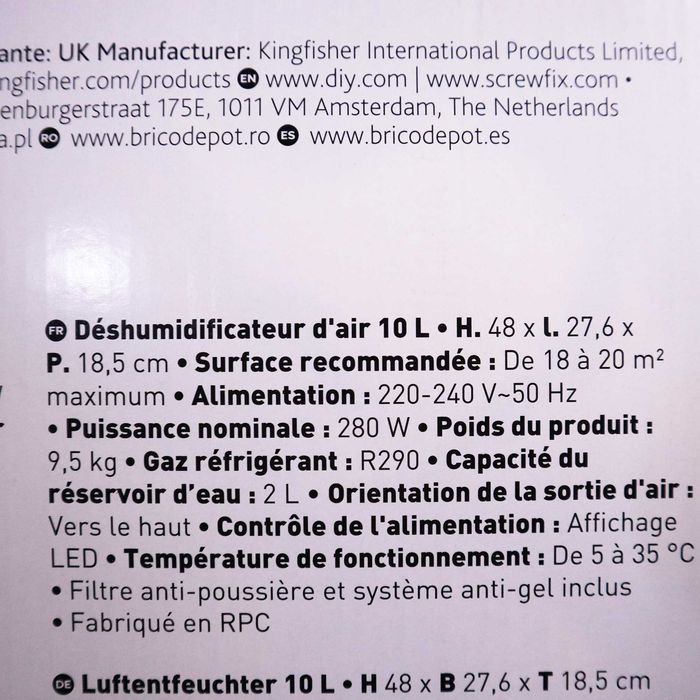 ante: UK Manufacturer: Kingfisher International Products Limited,
ngfisher.com/products EN www.diy.com | www.screwfix.com •
enburgerstraat 175E, 1011 VM Amsterdam, The Netherlands
a.pl RO www.bricodepot.ro ES www.bricodepot.es
FR Déshumidificateur d'air 10 L • H. 48 x l. 27,6 x
P. 18,5 cm • Surface recommandée : De 18 à 20 m²
maximum • Alimentation : 220-240 V~50 Hz
• Puissance nominale : 280 W • Poids du produit :
9,5 kg • Gaz réfrigérant : R290 • Capacité du
réservoir d'eau : 2 L • Orientation de la sortie d'air :
Vers le haut • Contrôle de l'alimentation : Affichage
LED • Température de fonctionnement : De 5 à 35 °C
• Filtre anti-poussière et système anti-gel inclus
• Fabriqué en RPC
DE Luftentfeuchter 10 L • H 48 x B 27,6 x T 18,5 cm